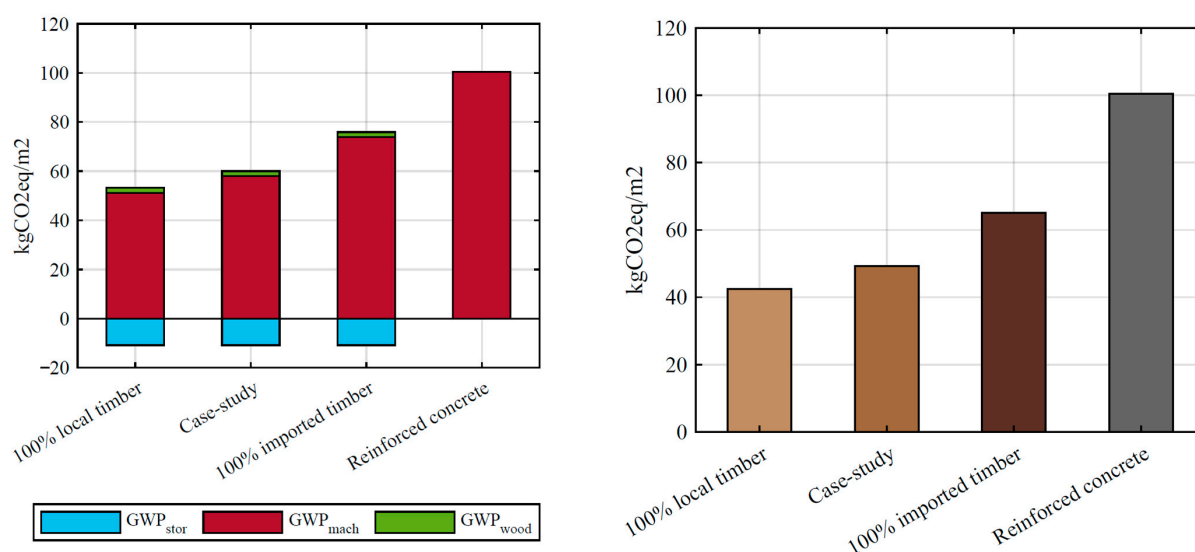 120
100
80
60
40
20
0
−20
kgCO2eq/m2
100% local timber
Case-study
100% imported timber
Reinforced concrete
GWPstor GWPmach GWPwood
120
100
80
60
40
20
0
kgCO2eq/m2
100% local timber
Case-study
100% imported timber
Reinforced concrete